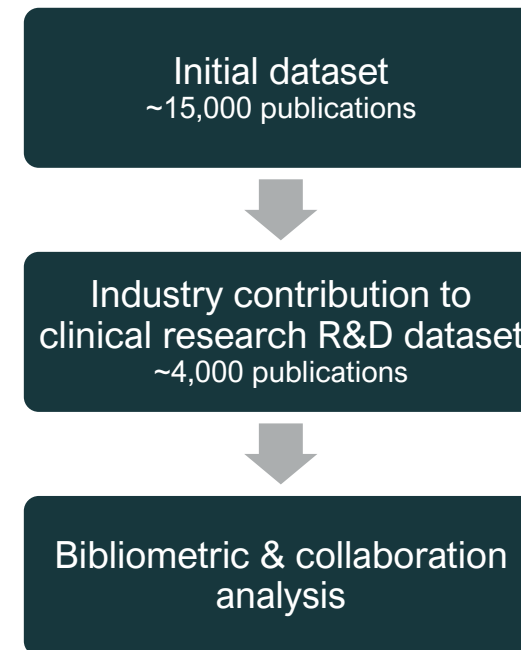 Initial dataset
~15,000 publications
Industry contribution to
clinical research R&D dataset
~4,000 publications
Bibliometric & collaboration
analysis